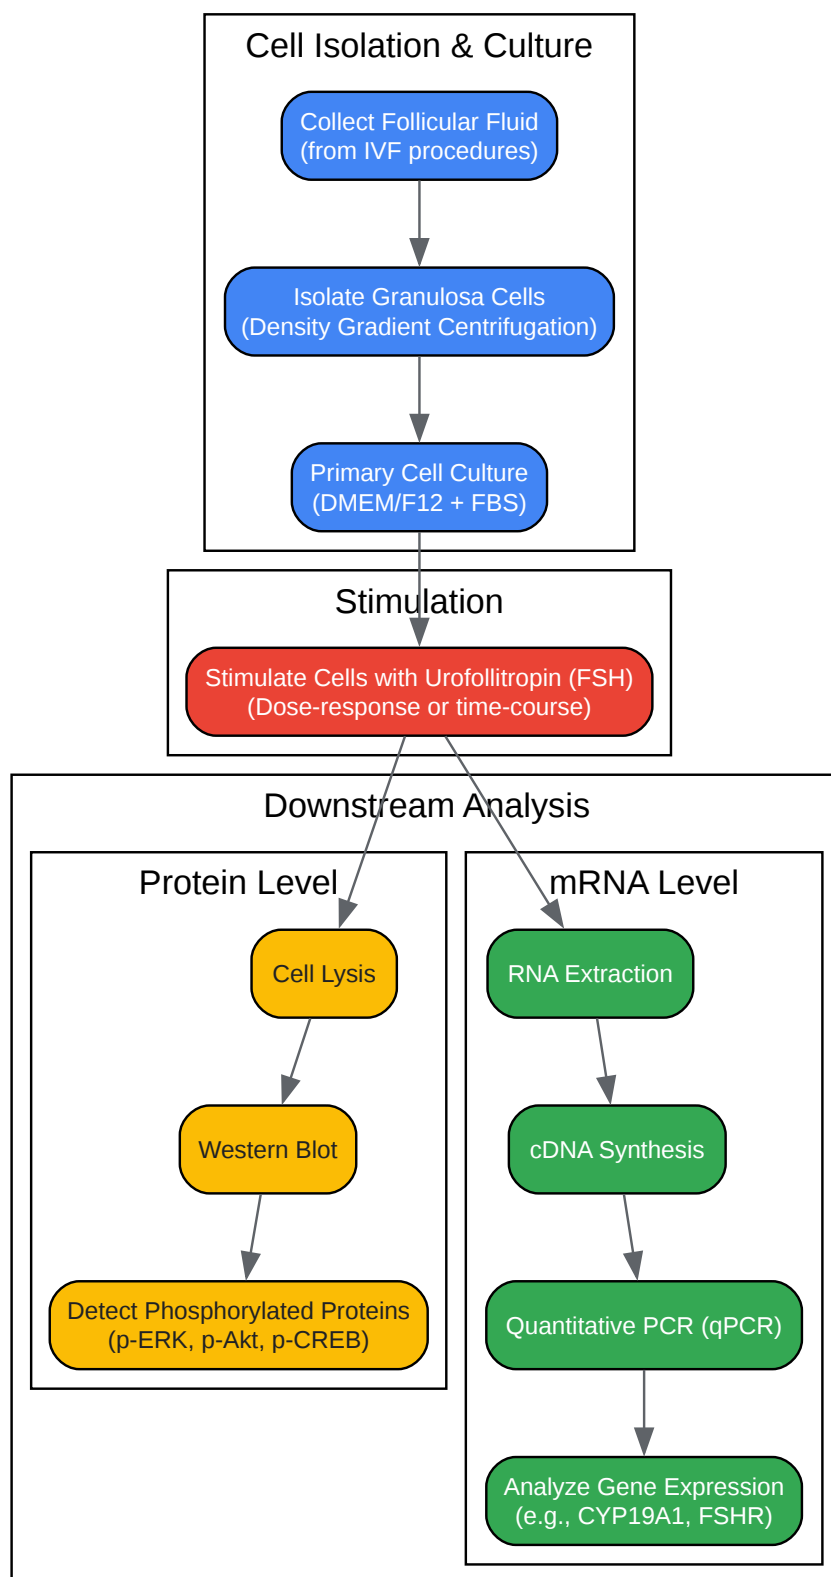 Cell Isolation & Culture
Collect Follicular Fluid
(from IVF procedures)
Isolate Granulosa Cells
(Density Gradient Centrifugation)
Primary Cell Culture
(DMEM/F12 + FBS)
Stimulation
Stimulate Cells with Urofollitropin (FSH)
(Dose-response or time-course)
Downstream Analysis
Protein Level
Cell Lysis
Western Blot
Detect Phosphorylated Proteins
(p-ERK, p-Akt, p-CREB)
mRNA Level
RNA Extraction
cDNA Synthesis
Quantitative PCR (qPCR)
Analyze Gene Expression
(e.g., CYP19A1, FSHR)